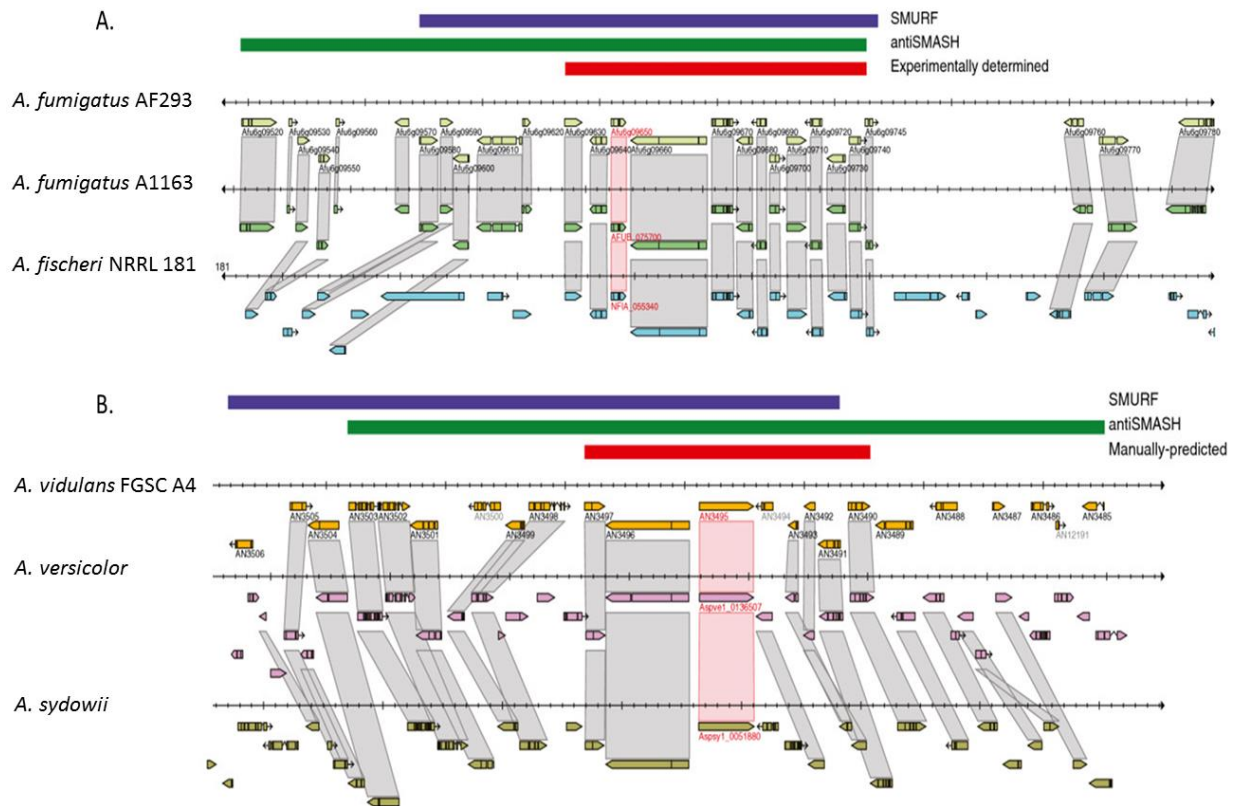 A.
SMURF
antiSMASH
Experimentally determined
A. fumigatus AF293
Afu6g09520 Afu6g09530 Afu6g09560 Afu6g09570 Afu6g09590 Afu6g09620 Afu6g09630 Afu6g09650 Afu6g09670 Afu6g09690 Afu6g09720 Afu6g09745 Afu6g09760 Afu6g09780
Afu6g09540 Afu6g09580 Afu6g09610 Afu6g09640 Afu6g09660 Afu6g09680 Afu6g09710 Afu6g09740 Afu6g09770
Afu6g09550 Afu6g09600 Afu6g09700 Afu6g09730
A. fumigatus A1163
AFUB_075700
A. fischeri NRRL 181
181
NFIA_055340
B.
SMURF
antiSMASH
Manually-predicted
A. vidulans FGSC A4
AN3505 AN3503 AN3502 AN3500 AN3498 AN3497 AN3495 AN3494 AN3492 AN3490 AN3488 AN3487 AN3486 AN3485
AN3504 AN3501 AN3499 AN3496 AN3493 AN3489 AN12191
AN3506 AN3491
A. versicolor
Aspve1_0136507
A. sydowii
Aspsy1_0051880